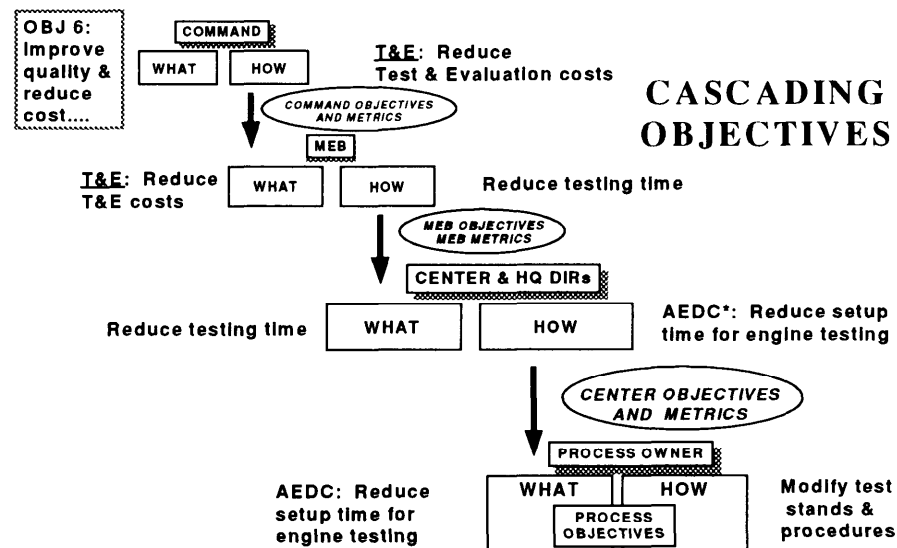 OBJ 6:
Improve
quality &
reduce
cost....
COMMAND
WHAT
HOW
T&E: Reduce
Test & Evaluation costs
CASCADING
OBJECTIVES
COMMAND OBJECTIVES
AND METRICS
MEB
T&E: Reduce
T&E costs
WHAT
HOW
Reduce testing time
MEB OBJECTIVES
MEB METRICS
CENTER & HQ DIRs
Reduce testing time
WHAT
HOW
AEDC*: Reduce setup
time for engine testing
CENTER OBJECTIVES
AND METRICS
PROCESS OWNER
AEDC: Reduce
setup time for
engine testing
WHAT
HOW
PROCESS
OBJECTIVES
Modify test
stands &
procedures